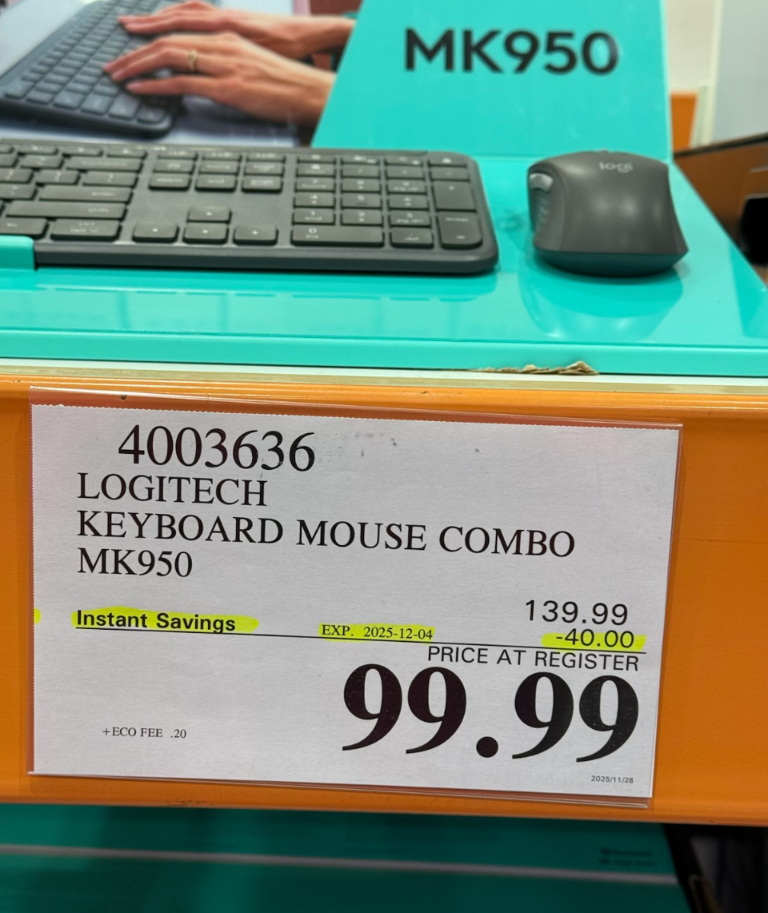 MK950
logi
4003636
LOGITECH
KEYBOARD MOUSE COMBO
MK950
139.99
Instant Savings EXP. 2025-12-04 -40.00
PRICE AT REGISTER
99.99
+ECO FEE .20
2025/11/28